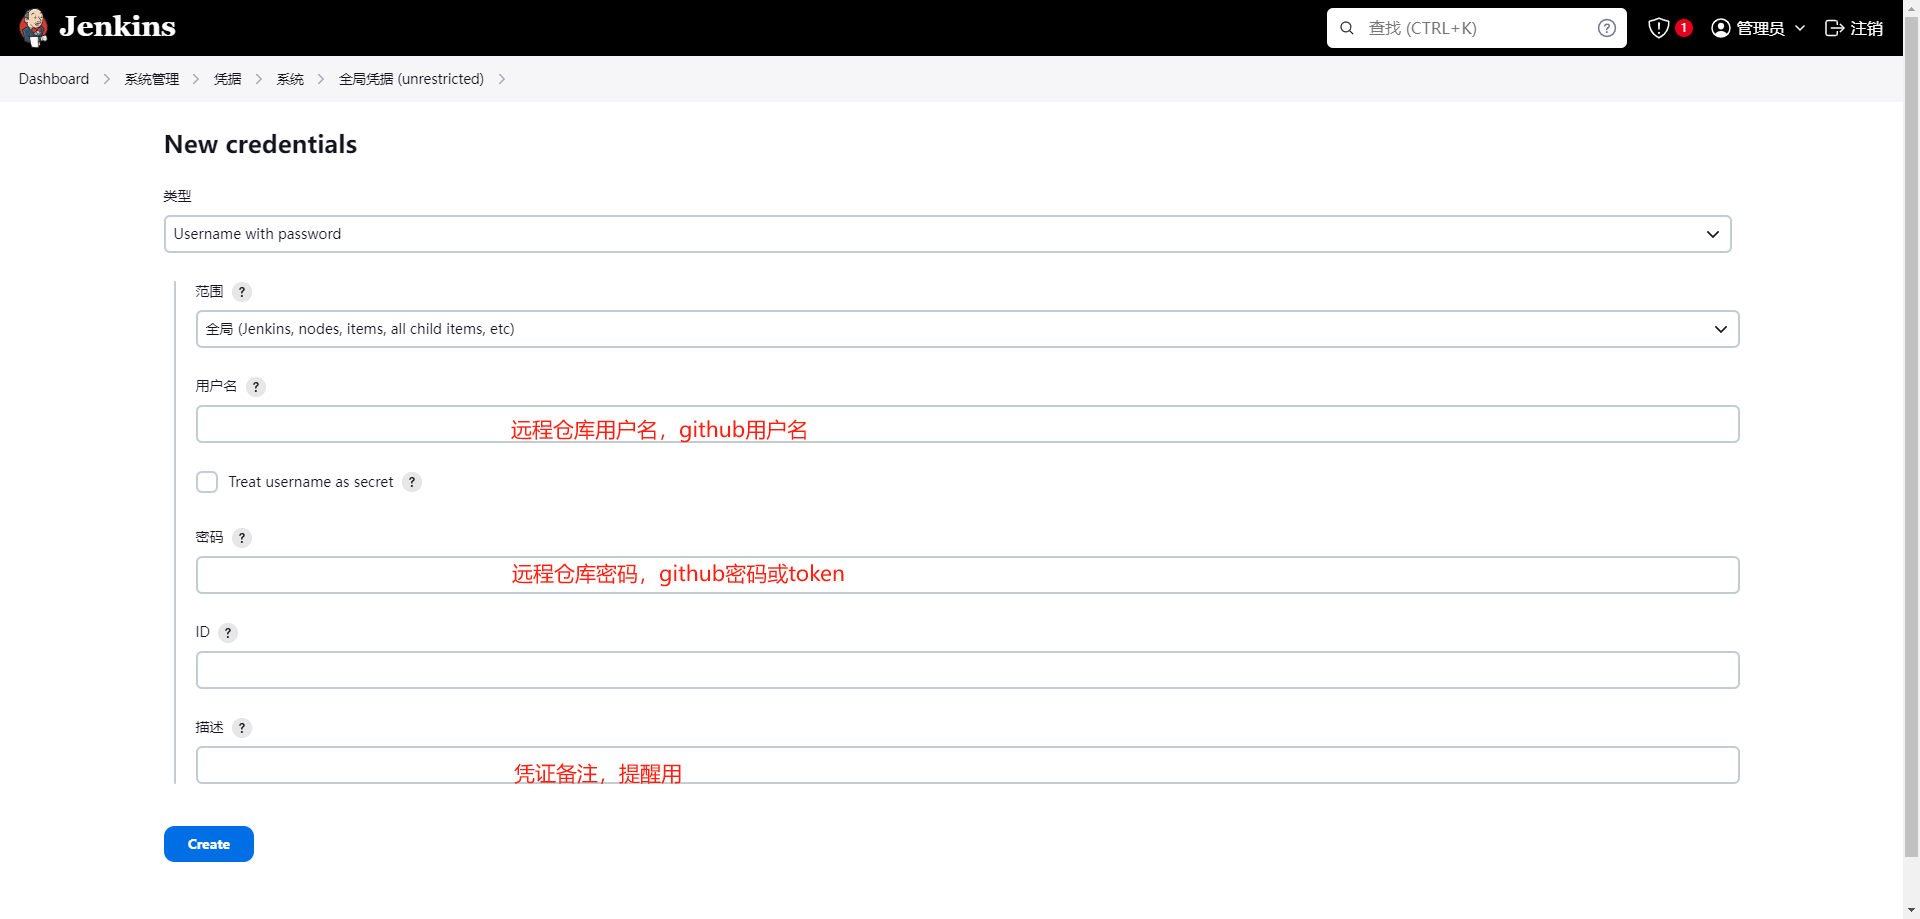 Jenkins
查找 (CTRL+K)
?
1
管理员
注销
Dashboard
系统管理
凭据
系统
全局凭据 (unrestricted)
New credentials
类型
Username with password
范围 ?
全局 (Jenkins, nodes, items, all child items, etc)
用户名 ?
远程仓库用户名，github用户名
Treat username as secret ?
密码 ?
远程仓库密码，github密码或token
ID ?
描述 ?
凭证备注，提醒用
Create